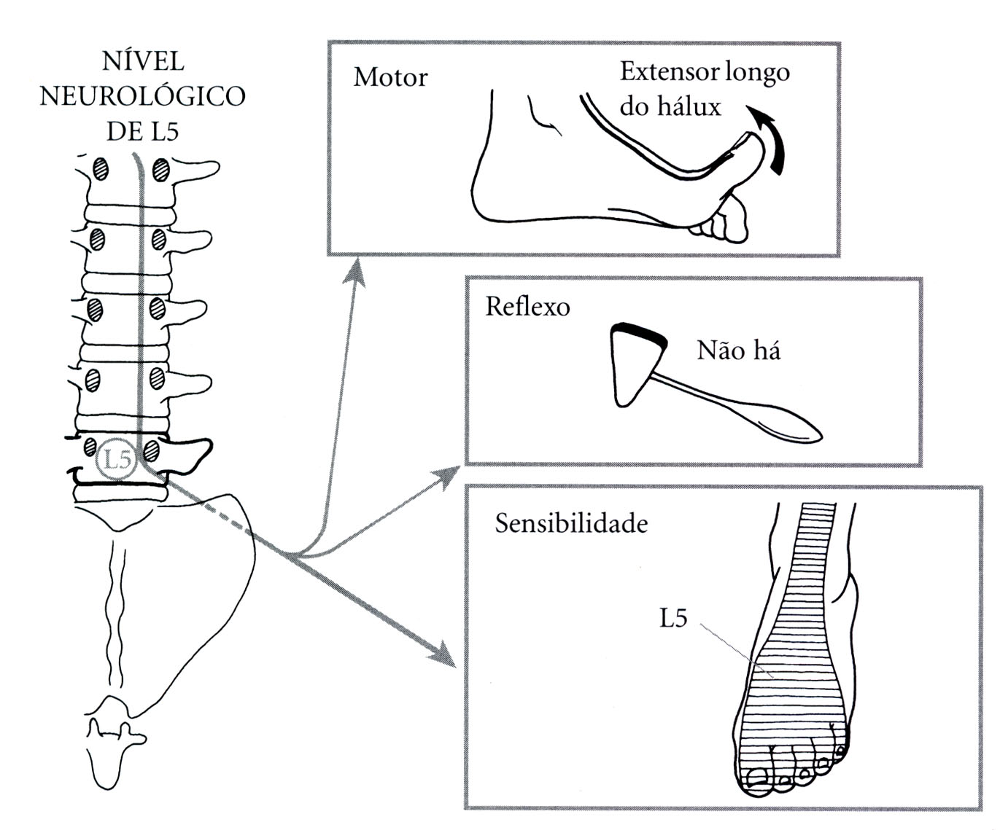 NÍVEL
NEUROLÓGICO
DE L5
L5
Motor
Extensor longo
do hálux
Reflexo
Não há
Sensibilidade
L5